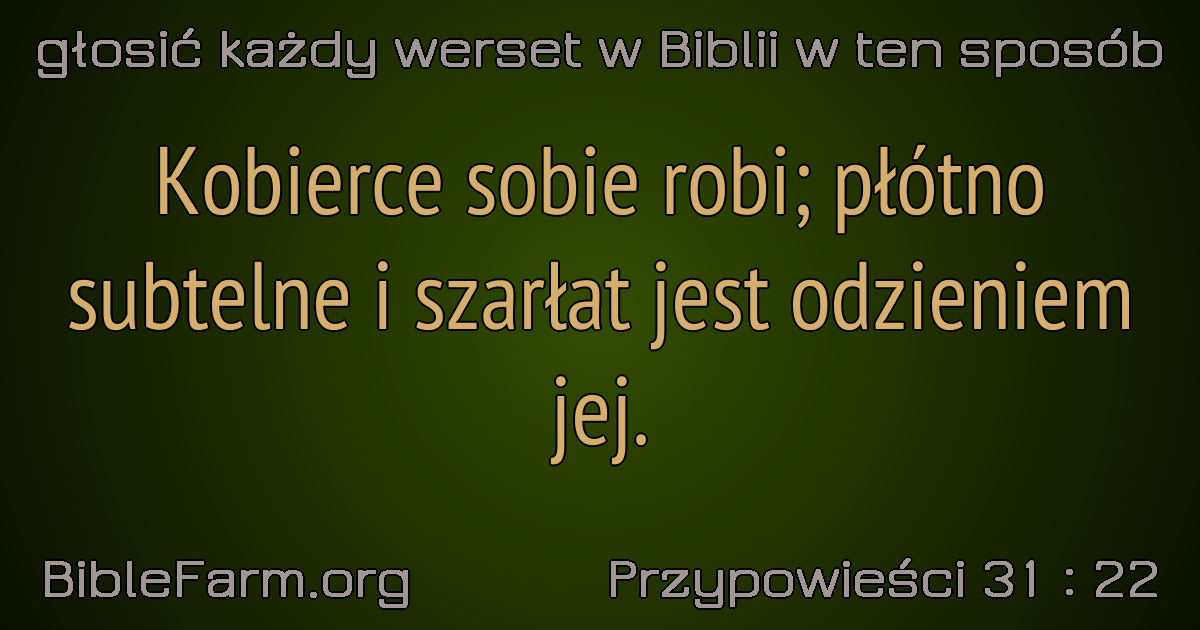 głosić każdy werset w Biblii w ten sposób
Kobierce sobie robi; płótno
subtelne i szarłat jest odzieniem
jej.
BibleFarm.org
Przypowieści 31 : 22